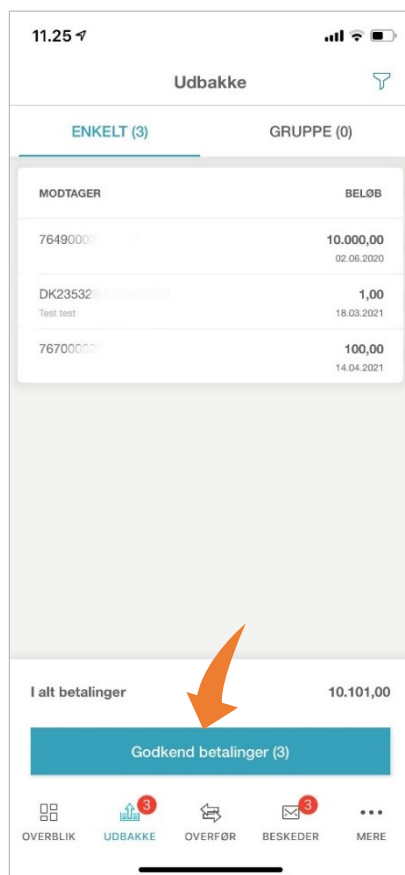 11.25
Udbakke
ENKELT (3) GRUPPE (0)
MODTAGER BELØB
7649000 10.000,00
02.06.2020
DK23532 1,00
Test test 18.03.2021
7670000 100,00
14.04.2021
I alt betalinger 10.101,00
Godkend betalinger (3)
3 3
OVERBLIK UDBAKKE OVERFØR BESKEDER MERE